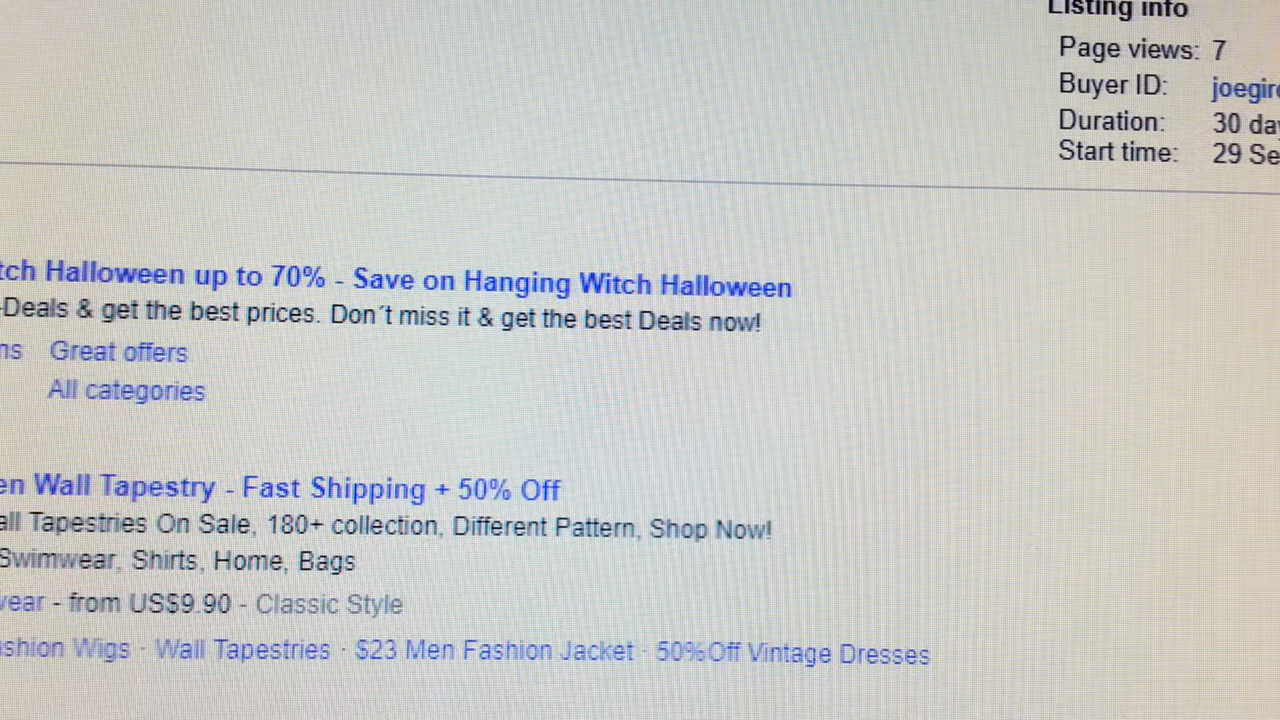 Listing info
Page views: 7
Buyer ID:
Duration: 30
Start time: 29
Halloween up to 70% - Save on Hanging Witch Halloween
Deals & get the best prices. Don´t miss it & get the best Deals now!
Great offers
All categories
Wall Tapestry - Fast Shipping + 50% Off
Tapestries On Sale, 180+ collection, Different Pattern, Shop Now!
Swimwear, Shirts, Home, Bags
- from US$9.90 - Classic Style
Wigs · Wall Tapestries · $23 Men Fashion Jacket · 50%Off Vintage Dresses